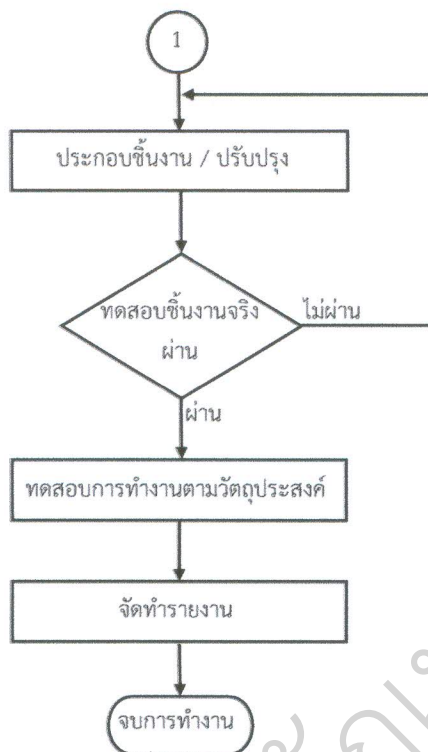 1
ประกอบชิ้นงาน / ปรับปรุง
ทดสอบชิ้นงานจริง
ผ่าน
ไม่ผ่าน
ผ่าน
ทดสอบการทำงานตามวัตถุประสงค์
จัดทำรายงาน
จบการทำงาน